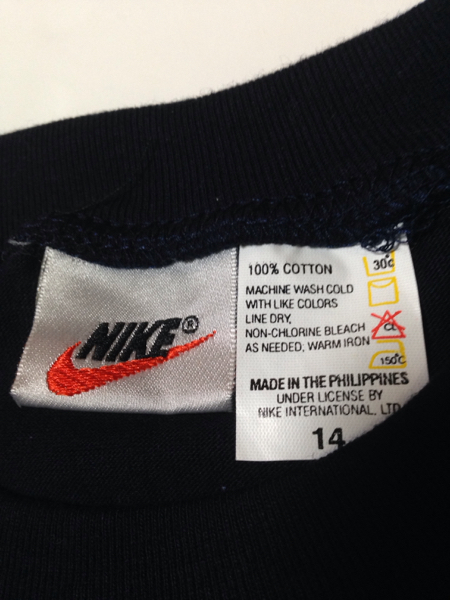 NIKE®
100% COTTON
30°C
MACHINE WASH COLD
WITH LIKE COLORS
LINE DRY,
NON-CHLORINE BLEACH
CL
AS NEEDED, WARM IRON
150°C
MADE IN THE PHILIPPINES
UNDER LICENSE BY
NIKE INTERNATIONAL, LTD
14